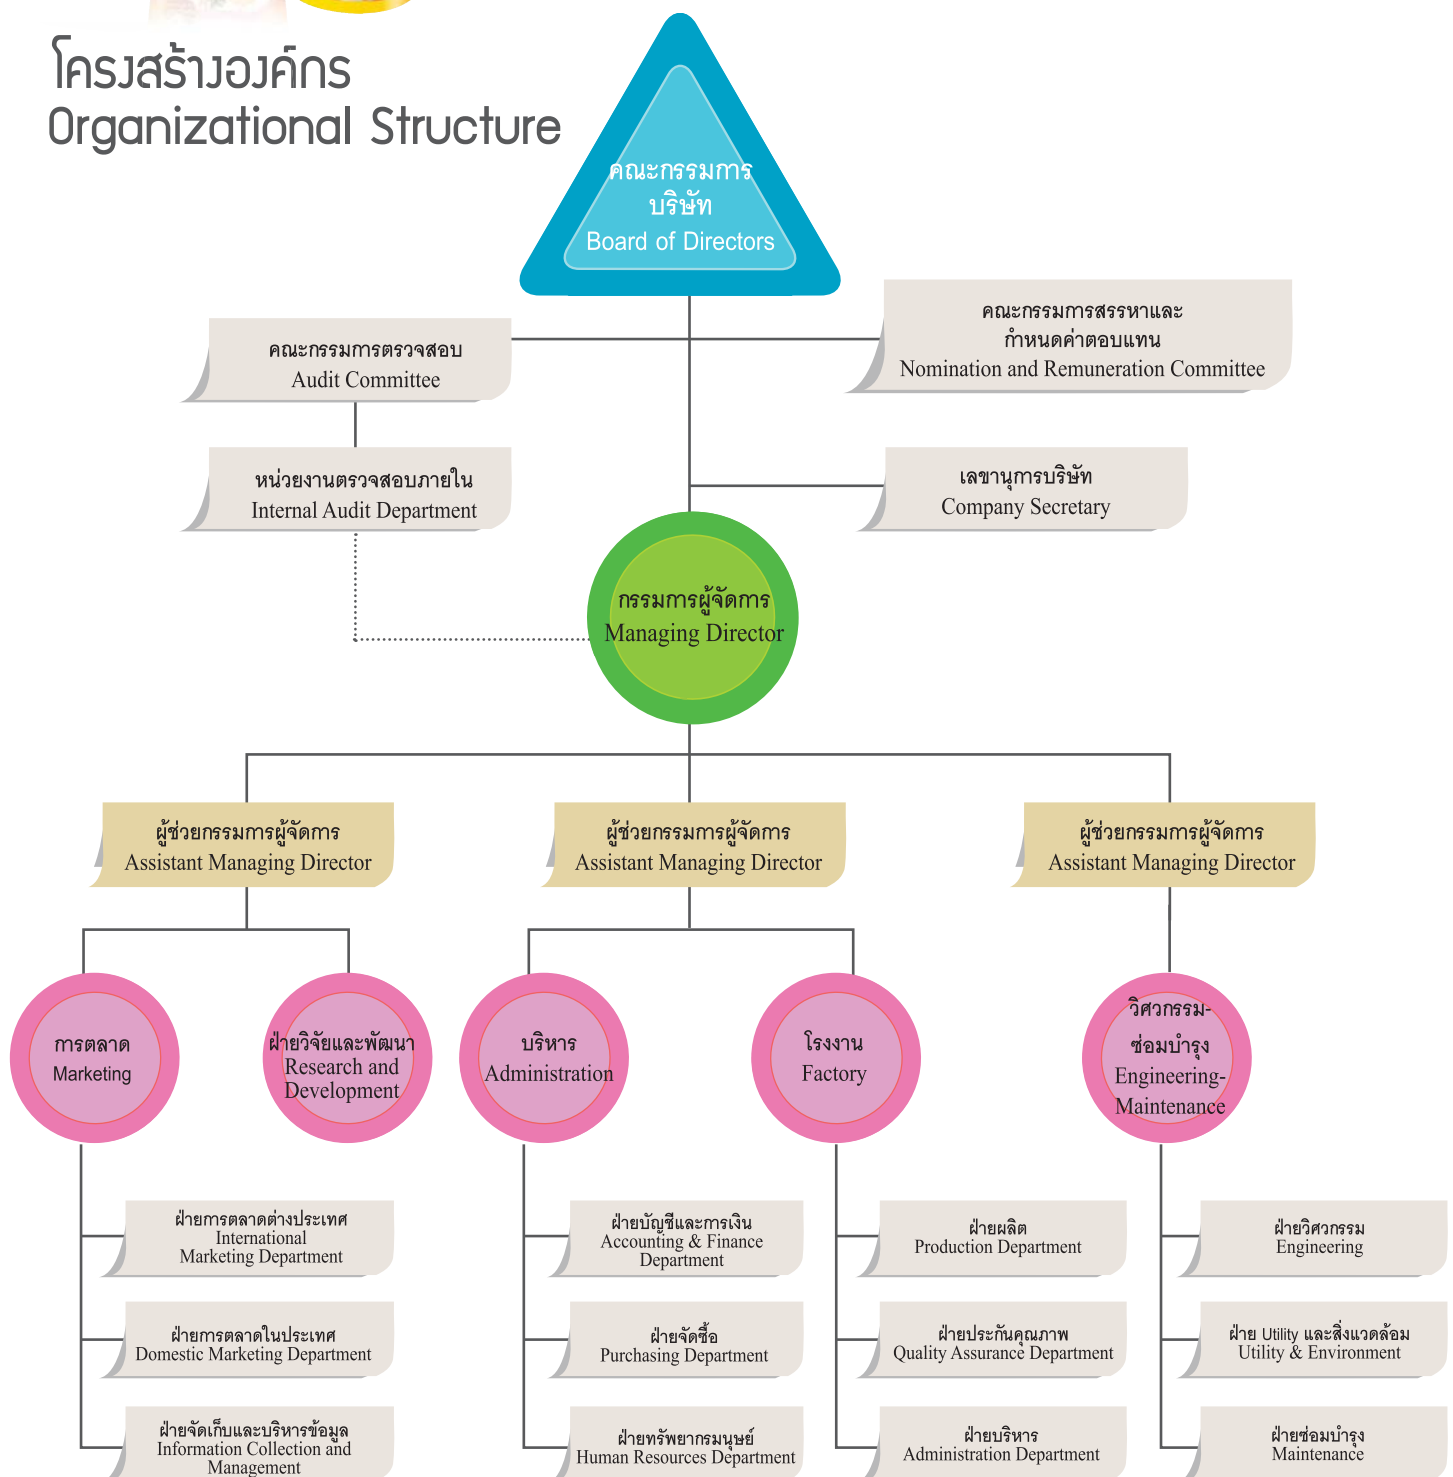 โครงสร้างองค์กร
Organizational Structure
คณะกรรมการ
บริษัท
Board of Directors
คณะกรรมการตรวจสอบ
Audit Committee
คณะกรรมการสรรหาและ
กำหนดค่าตอบแทน
Nomination and Remuneration Committee
หน่วยงานตรวจสอบภายใน
Internal Audit Department
เลขานุการบริษัท
Company Secretary
กรรมการผู้จัดการ
Managing Director
ผู้ช่วยกรรมการผู้จัดการ
Assistant Managing Director
ผู้ช่วยกรรมการผู้จัดการ
Assistant Managing Director
ผู้ช่วยกรรมการผู้จัดการ
Assistant Managing Director
การตลาด
Marketing
ฝ่ายวิจัยและพัฒนา
Research and
Development
บริหาร
Administration
โรงงาน
Factory
วิศวกรรม-
ซ่อมบำรุง
Engineering-
Maintenance
ฝ่ายการตลาดต่างประเทศ
International
Marketing Department
ฝ่ายการตลาดในประเทศ
Domestic Marketing Department
ฝ่ายจัดเก็บและบริหารข้อมูล
Information Collection and
Management
ฝ่ายบัญชีและการเงิน
Accounting & Finance
Department
ฝ่ายจัดซื้อ
Purchasing Department
ฝ่ายทรัพยากรมนุษย์
Human Resources Department
ฝ่ายผลิต
Production Department
ฝ่ายประกันคุณภาพ
Quality Assurance Department
ฝ่ายบริหาร
Administration Department
ฝ่ายวิศวกรรม
Engineering
ฝ่าย Utility และสิ่งแวดล้อม
Utility & Environment
ฝ่ายซ่อมบำรุง
Maintenance